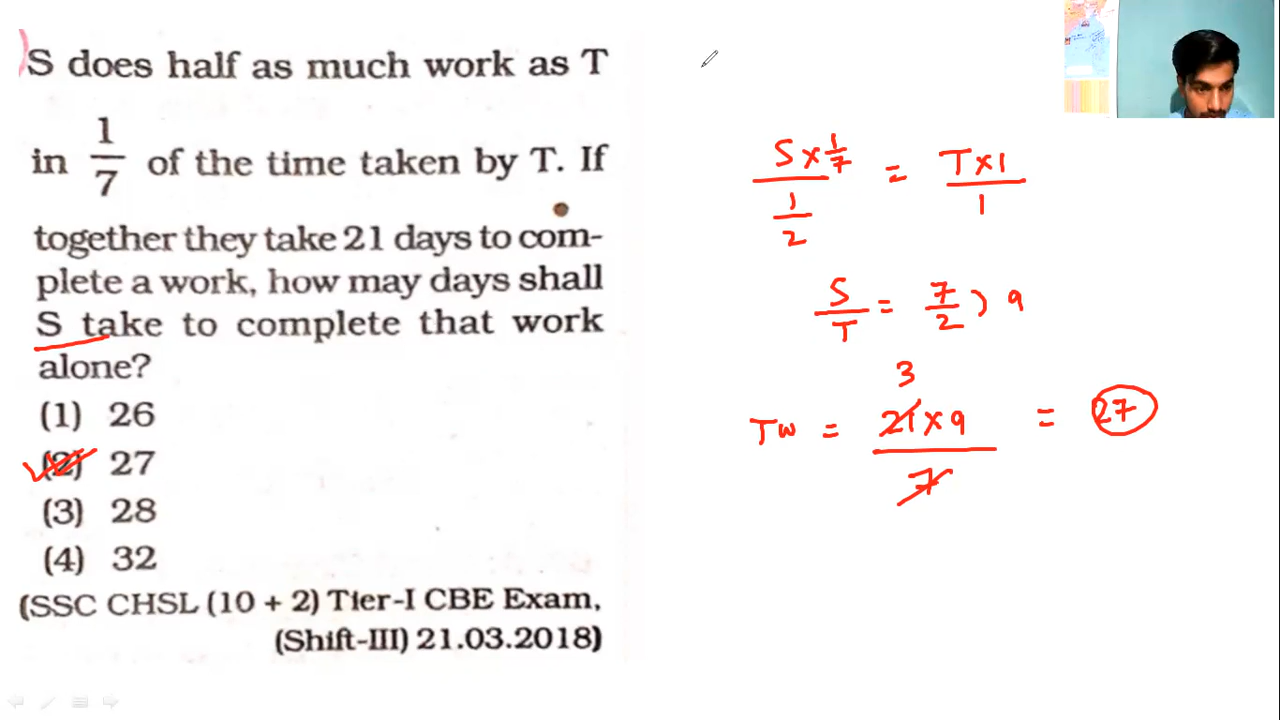 S does half as much work as T
in 1/7 of the time taken by T. If
together they take 21 days to com-
plete a work, how may days shall
S take to complete that work
alone?
(1) 26
(2) 27
(3) 28
(4) 32
(SSC CHSL (10 + 2) Tier-I CBE Exam,
(Shift-III) 21.03.2018)
S × 1/7 / 1/2 = T × 1 / 1
S/T = 7/2 ) 9
3
TW = 21 × 9 / 7 = 27